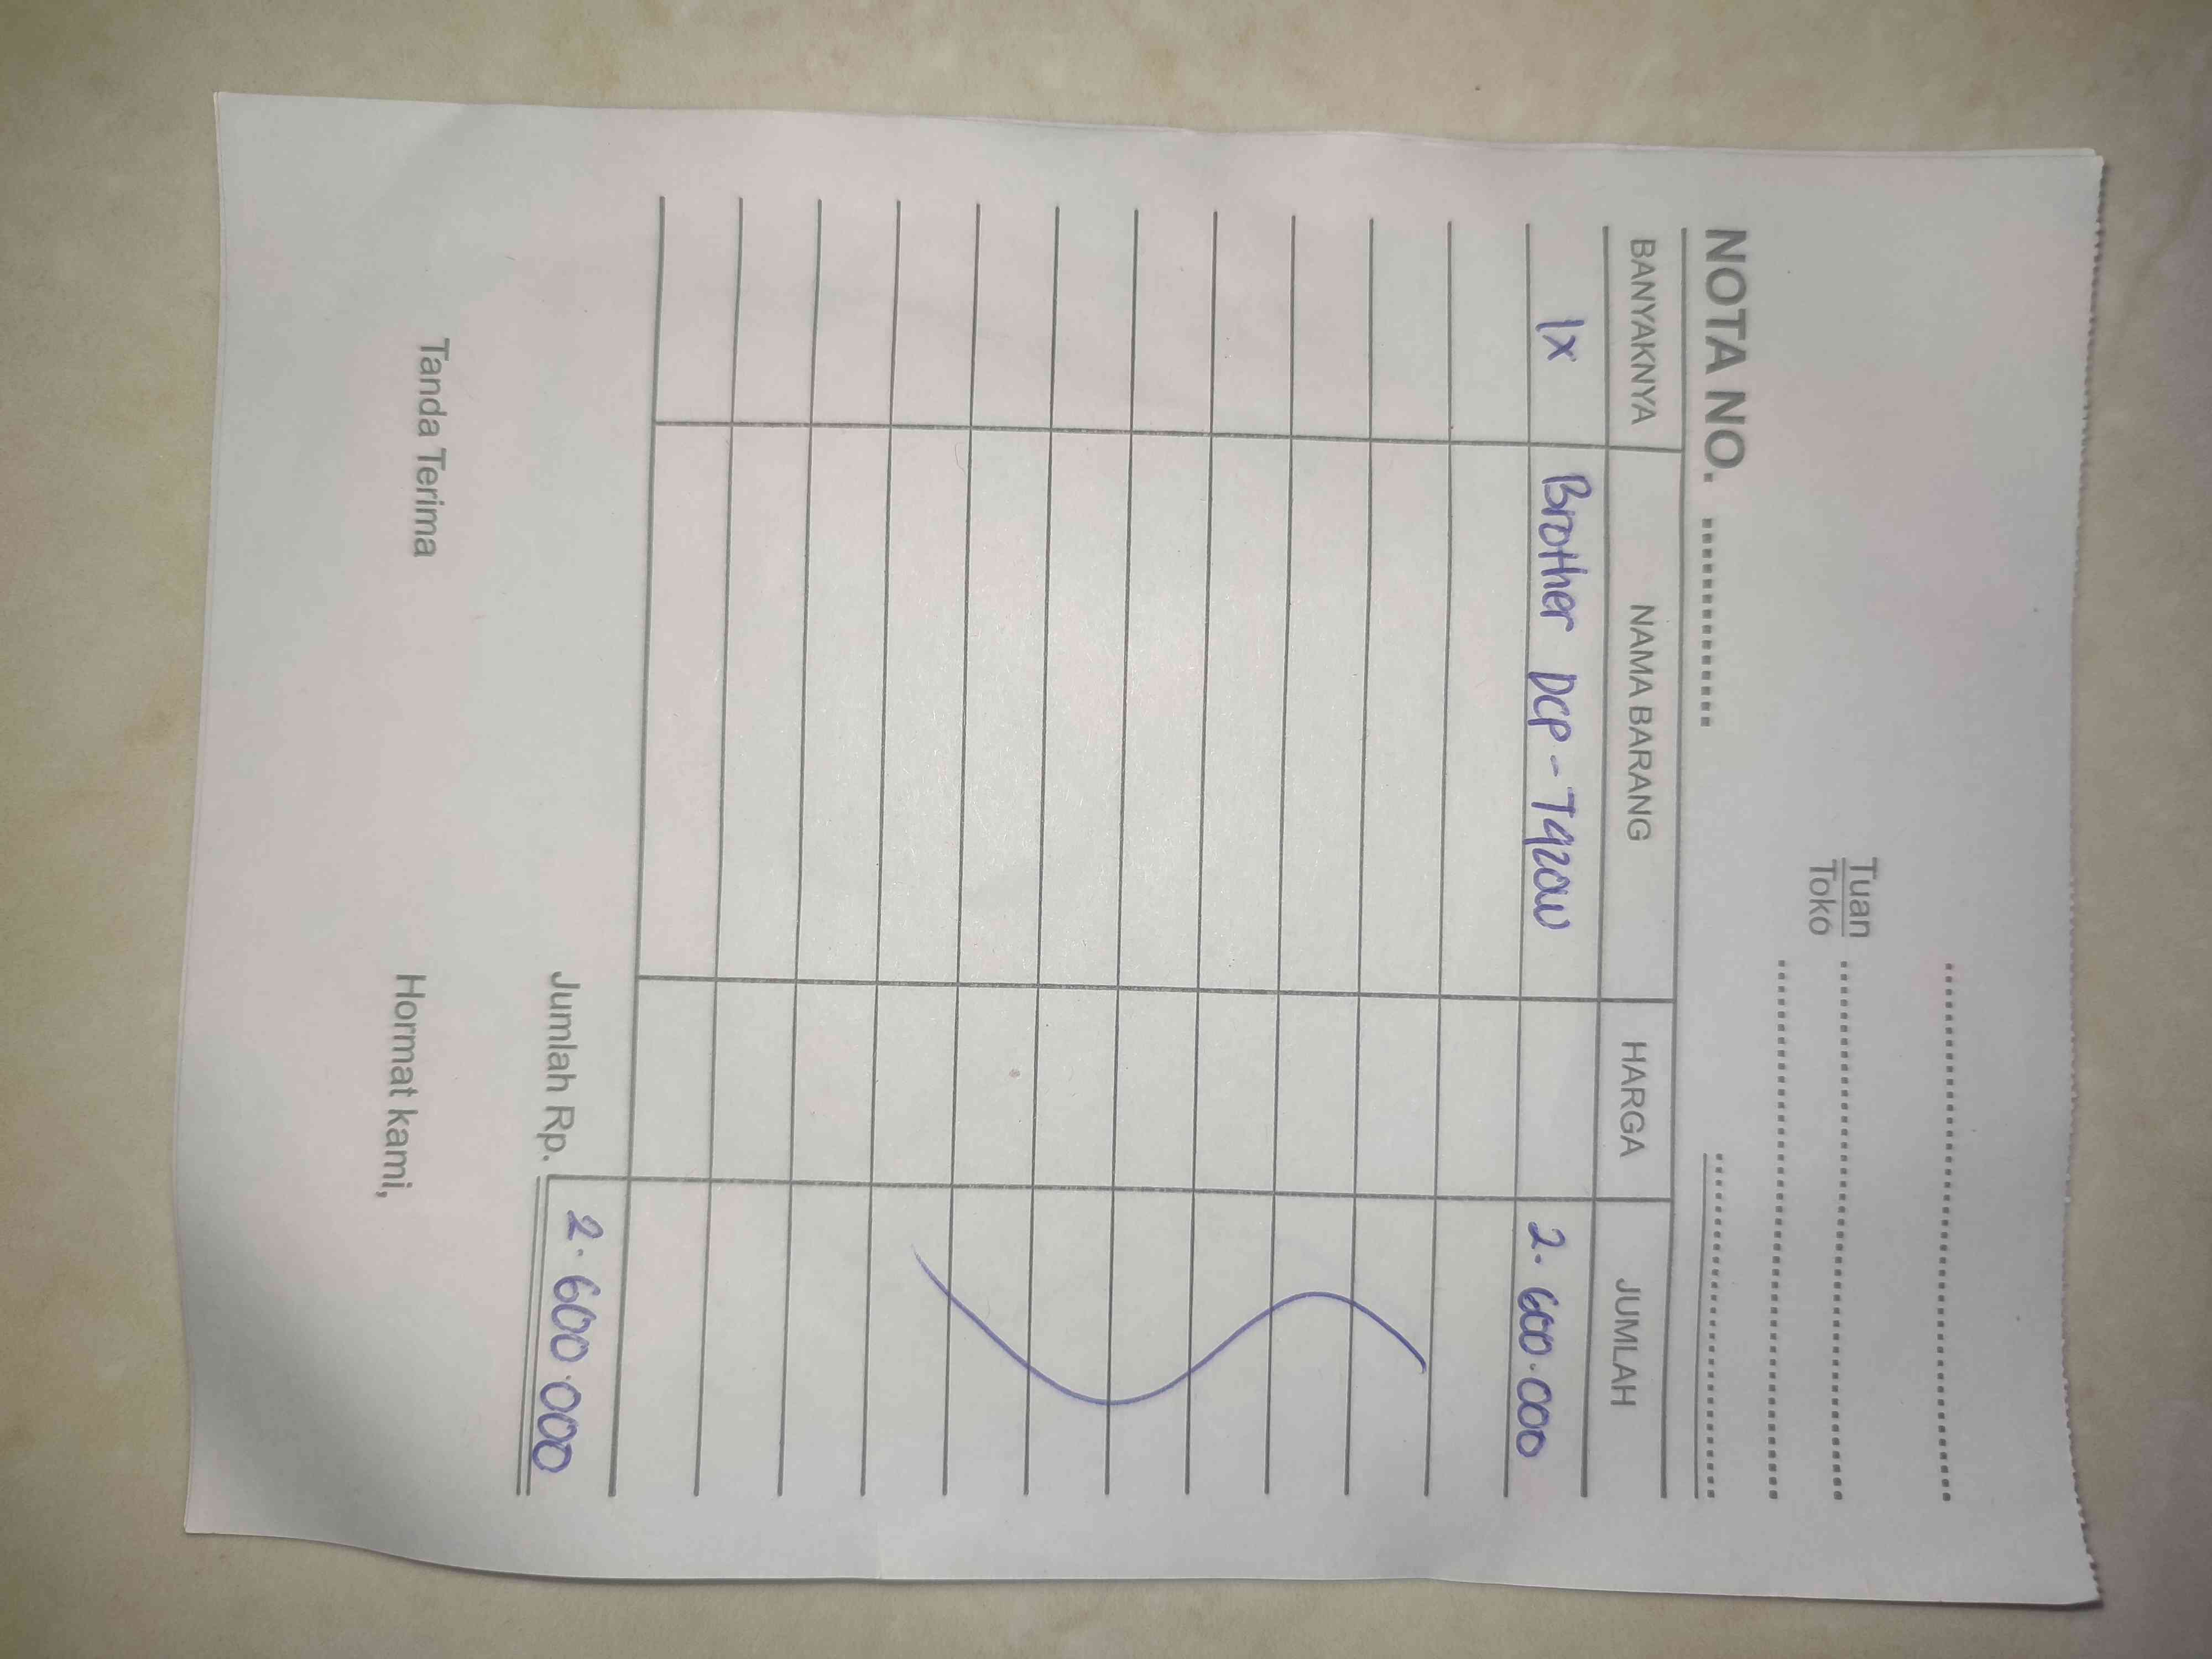 Tuan
Toko
NOTA NO.
BANYAKNYA NAMA BARANG HARGA JUMLAH
1x Brother DCP-T420W 2.600.000
Jumlah Rp. 2.600.000
Tanda Terima Hormat kami,